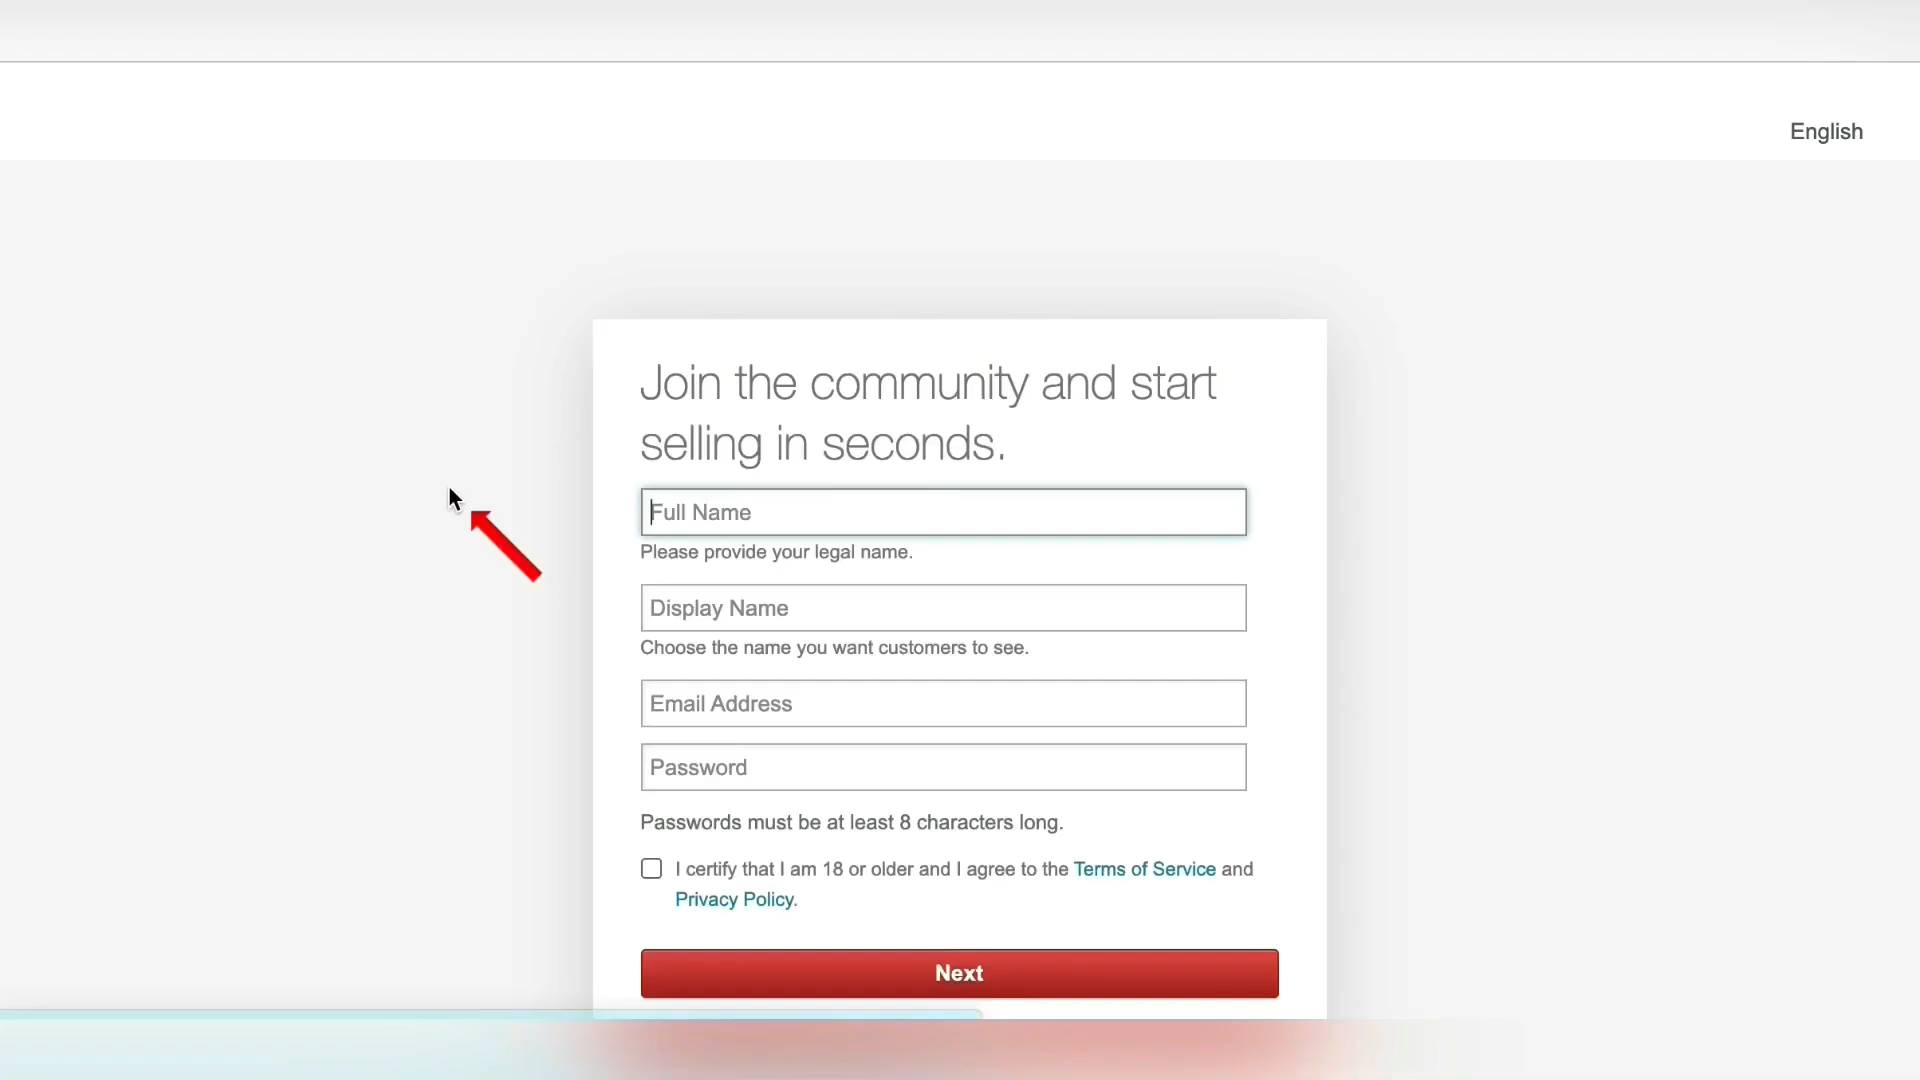 English
Join the community and start
selling in seconds.
Full Name
Please provide your legal name.
Display Name
Choose the name you want customers to see.
Email Address
Password
Passwords must be at least 8 characters long.
I certify that I am 18 or older and I agree to the Terms of Service and
Privacy Policy.
Next